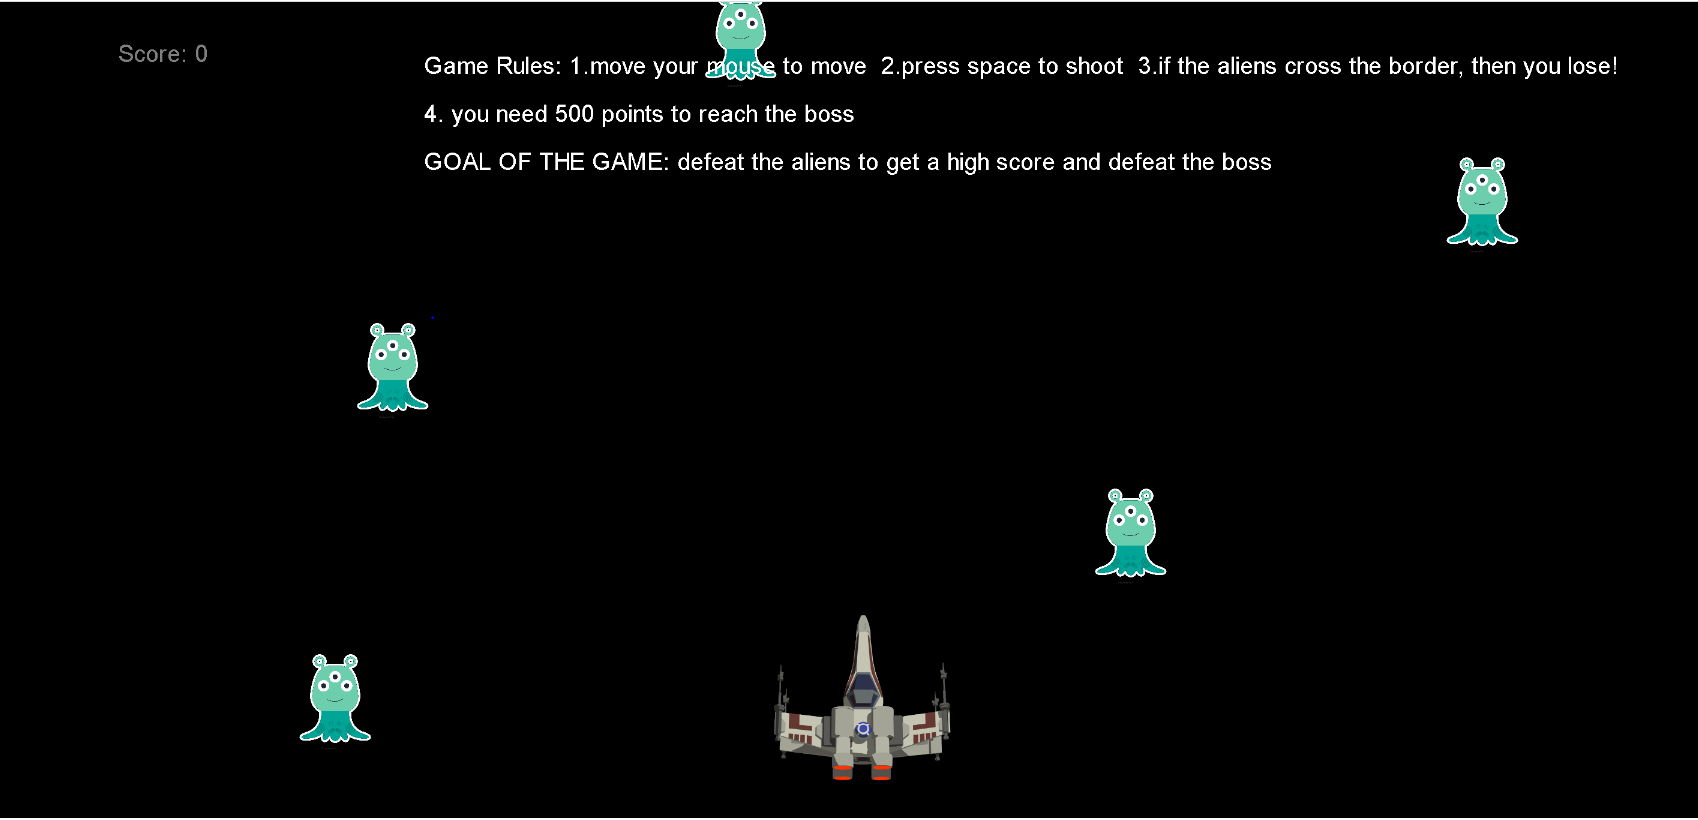 Score: 0
Game Rules: 1.move your mouse to move  2.press space to shoot  3.if the aliens cross the border, then you lose!
4. you need 500 points to reach the boss
GOAL OF THE GAME: defeat the aliens to get a high score and defeat the boss